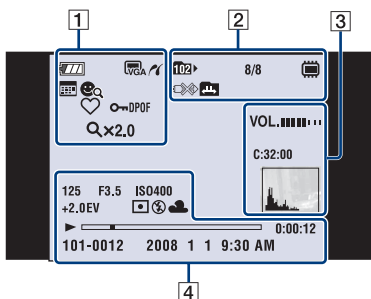 1
2
3
VGA
102
8/8
DPOF
×2.0
VOL.
C:32:00
125 F3.5 ISO400
+2.0EV
0:00:12
101-0012 2008 1 1 9:30 AM
4